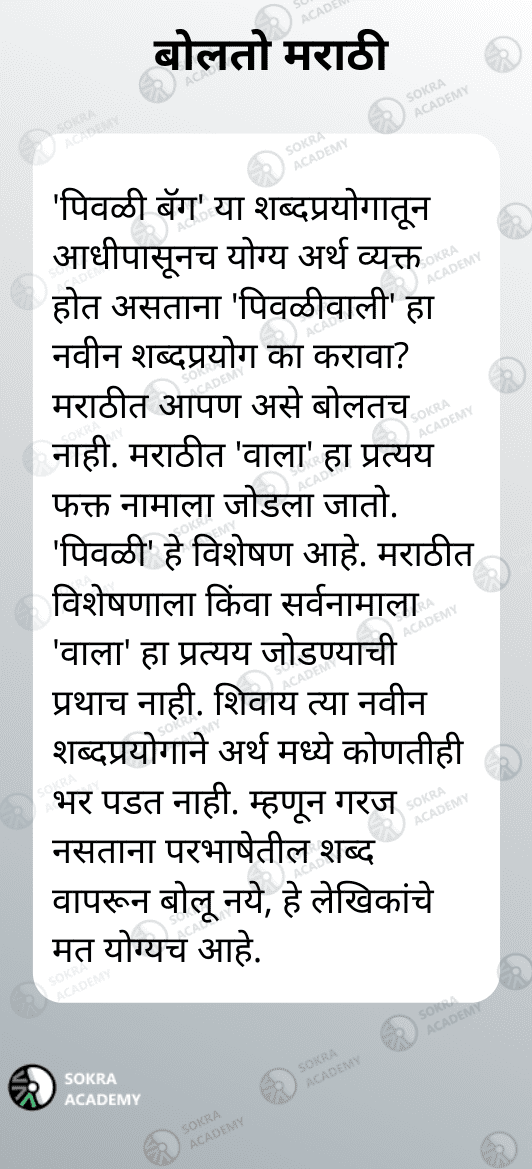 बोलतो मराठी
'पिवळी बॅग' या शब्दप्रयोगातून
आधीपासूनच योग्य अर्थ व्यक्त
होत असताना 'पिवळीवाली' हा
नवीन शब्दप्रयोग का करावा?
मराठीत आपण असे बोलतच
नाही. मराठीत 'वाला' हा प्रत्यय
फक्त नामाला जोडला जातो.
'पिवळी' हे विशेषण आहे. मराठीत
विशेषणाला किंवा सर्वनामाला
'वाला' हा प्रत्यय जोडण्याची
प्रथाच नाही. शिवाय त्या नवीन
शब्दप्रयोगाने अर्थ मध्ये कोणतीही
भर पडत नाही. म्हणून गरज
नसताना परभाषेतील शब्द
वापरून बोलू नये, हे लेखिकांचे
मत योग्यच आहे.
SOKRA
ACADEMY